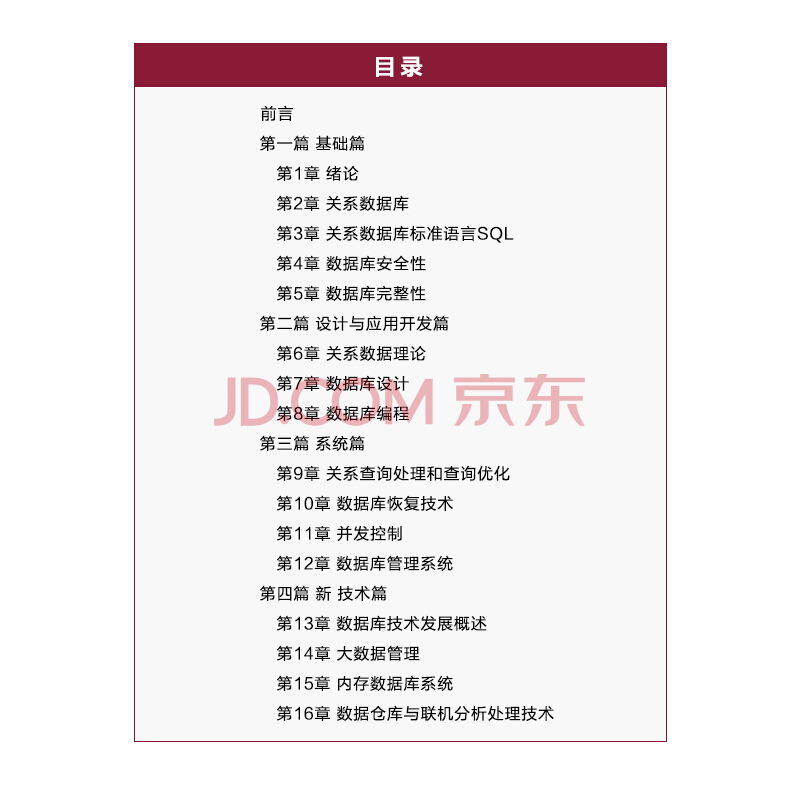 目录
前言
第一篇 基础篇
第1章 绪论
第2章 关系数据库
第3章 关系数据库标准语言SQL
第4章 数据库安全性
第5章 数据库完整性
第二篇 设计与应用开发篇
第6章 关系数据理论
第7章 数据库设计
JD.COM 京东
第8章 数据库编程
第三篇 系统篇
第9章 关系查询处理和查询优化
第10章 数据库恢复技术
第11章 并发控制
第12章 数据库管理系统
第四篇 新 技术篇
第13章 数据库技术发展概述
第14章 大数据管理
第15章 内存数据库系统
第16章 数据仓库与联机分析处理技术